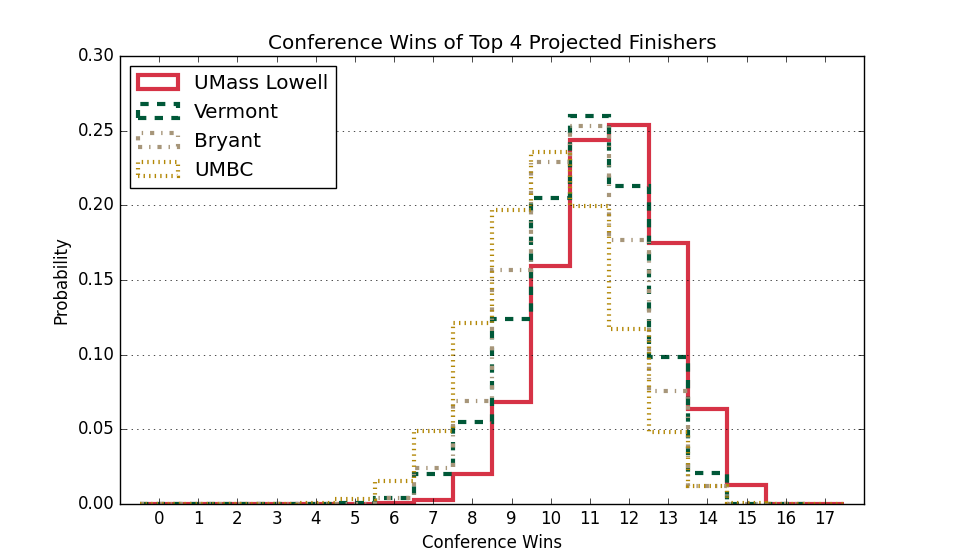 Conference Wins of Top 4 Projected Finishers
0.30
UMass Lowell
Vermont
Bryant
UMBC
0.25
0.20
0.15
0.10
0.05
0.00
Probability
0 1 2 3 4 5 6 7 8 9 10 11 12 13 14 15 16 17
Conference Wins